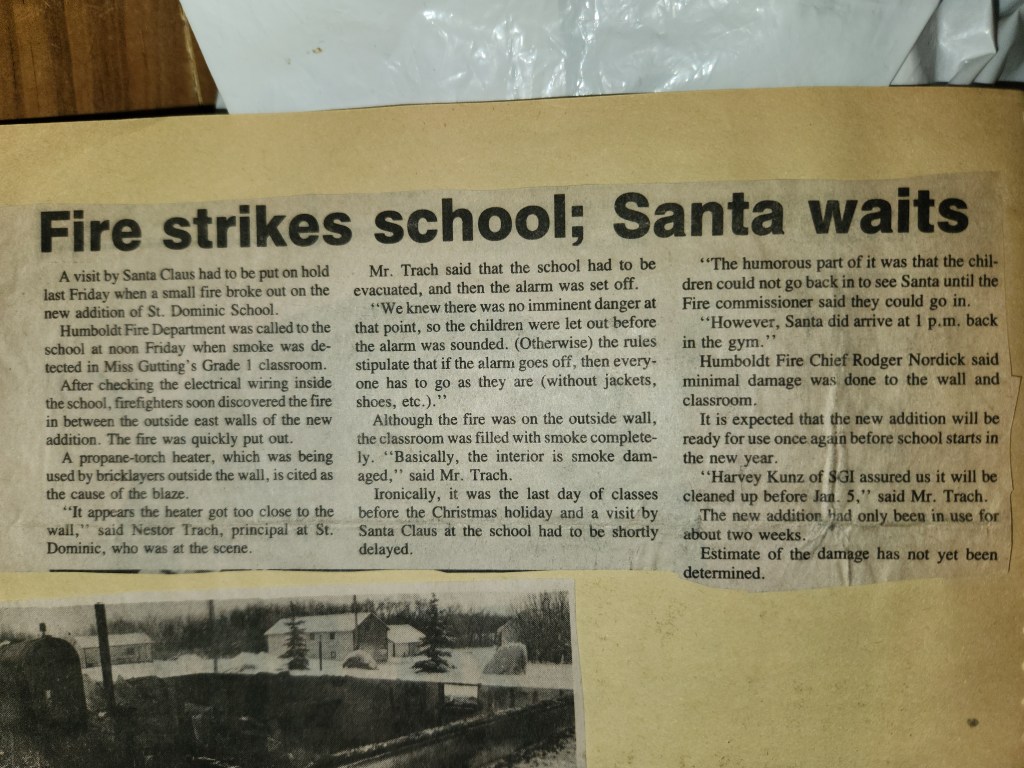 Fire strikes school; Santa waits
A visit by Santa Claus had to be put on hold
last Friday when a small fire broke out on the
new addition of St. Dominic School.
Humboldt Fire Department was called to the
school at noon Friday when smoke was de-
tected in Miss Gutting's Grade 1 classroom.
After checking the electrical wiring inside
the school, firefighters soon discovered the fire
in between the outside east walls of the new
addition. The fire was quickly put out.
A propane-torch heater, which was being
used by bricklayers outside the wall, is cited as
the cause of the blaze.
"It appears the heater got too close to the
wall," said Nestor Trach, principal at St.
Dominic, who was at the scene.
Mr. Trach said that the school had to be
evacuated, and then the alarm was set off.
"We knew there was no imminent danger at
that point, so the children were let out before
the alarm was sounded. (Otherwise) the rules
stipulate that if the alarm goes off, then every-
one has to go as they are (without jackets,
shoes, etc.)."
Although the fire was on the outside wall,
the classroom was filled with smoke complete-
ly. "Basically, the interior is smoke dam-
aged," said Mr. Trach.
Ironically, it was the last day of classes
before the Christmas holiday and a visit by
Santa Claus at the school had to be shortly
delayed.
"The humorous part of it was that the chil-
dren could not go back in to see Santa until the
Fire commissioner said they could go in.
"However, Santa did arrive at 1 p.m. back
in the gym."
Humboldt Fire Chief Rodger Nordick said
minimal damage was done to the wall and
classroom.
It is expected that the new addition will be
ready for use once again before school starts in
the new year.
"Harvey Kunz of SGI assured us it will be
cleaned up before Jan. 5," said Mr. Trach.
The new addition had only been in use for
about two weeks.
Estimate of the damage has not yet been
determined.